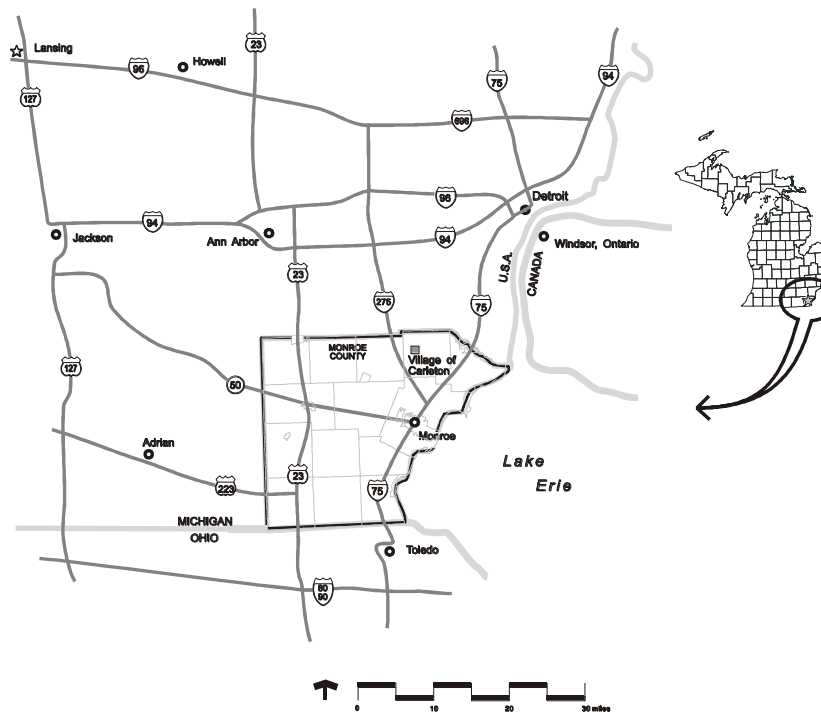 23
Lansing
Howell
96
75
94
127
696
96
Detroit
94
Jackson
Ann Arbor
94
Windsor, Ontario
U.S.A.
CANADA
23
275
75
MONROE
COUNTY
Village of
Carleton
127
50
Monroe
Adrian
Lake
Erie
23
223
75
MICHIGAN
OHIO
Toledo
80
90
0
10
20
30 miles